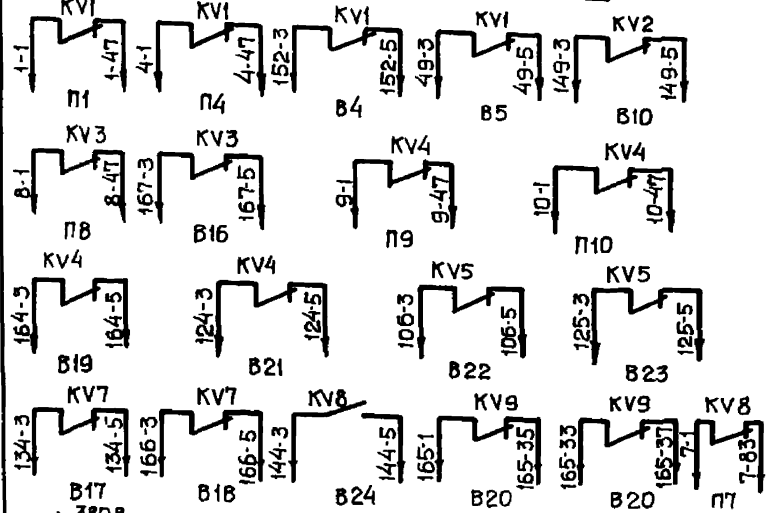 KV1 KV1 KV1 KV1 KV2
1-1 1-47 4-1 4-47 152-3 152-5 49-3 49-5 149-3 149-5
П1 П4 В4 В5 В10
KV3 KV3 KV4 KV4
8-1 8-47 167-3 167-5 9-1 9-47 10-1 10-47
П8 В16 П9 П10
KV4 KV4 KV5 KV5
164-3 164-5 124-3 124-5 106-3 106-5 125-3 125-5
В19 В21 В22 В23
KV7 KV7 KV8 KV9 KV9 KV8
134-3 134-5 166-3 166-5 144-3 144-5 165-1 165-35 165-33 165-37 7-1 7-83
В17 В18 В24 В20 В20 П7